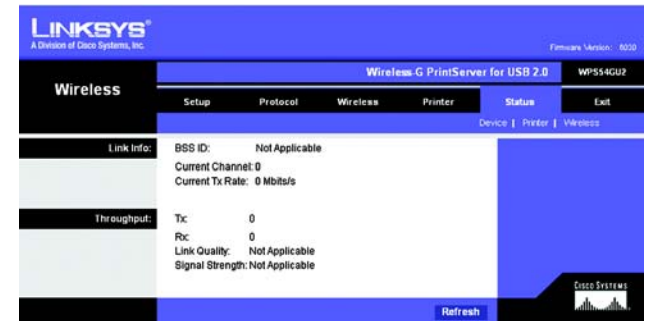 LINKSYS®
A Division of Cisco Systems, Inc.
Firmware Version: 6030
Wireless
Wireless-G PrintServer for USB 2.0 WPS54GU2
Setup Protocol Wireless Printer Status Exit
Device | Printer | Wireless
Link Info:
BSS ID: Not Applicable
Current Channel: 0
Current Tx Rate: 0 Mbits/s
Throughput:
Tx: 0
Rx: 0
Link Quality: Not Applicable
Signal Strength: Not Applicable
CISCO SYSTEMS
Refresh